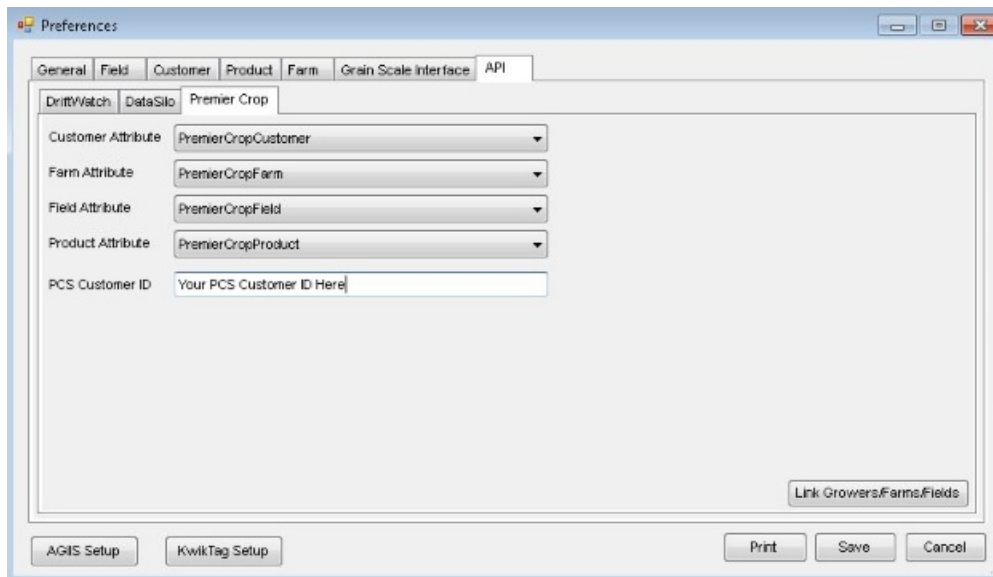 Preferences
General Field Customer Product Farm Grain Scale Interface API
DriftWatch DataSilo Premier Crop
Customer Attribute PremierCropCustomer
Farm Attribute PremierCropFarm
Field Attribute PremierCropField
Product Attribute PremierCropProduct
PCS Customer ID Your PCS Customer ID Here
Link Growers/Farms/Fields
AGIIS Setup KwikTag Setup Print Save Cancel